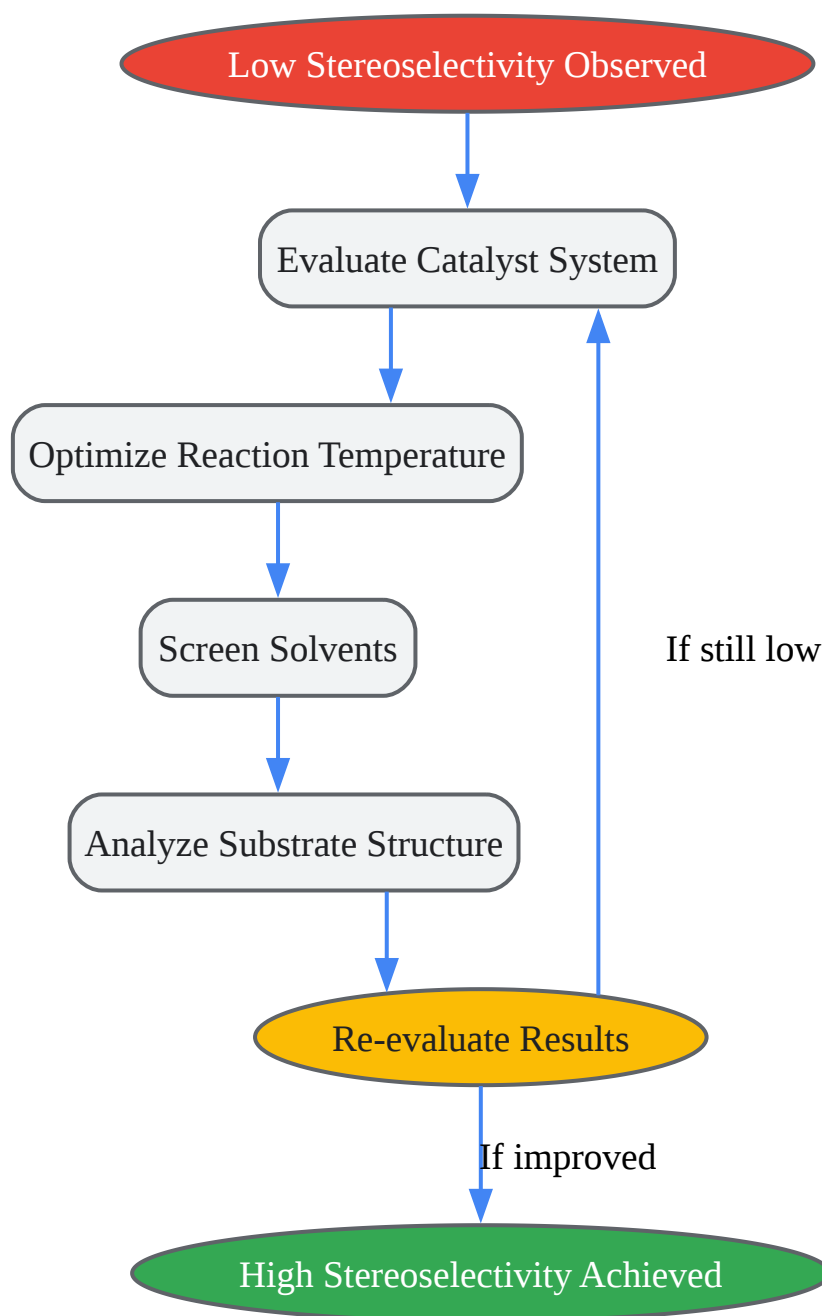 Low Stereoselectivity Observed
Evaluate Catalyst System
Optimize Reaction Temperature
Screen Solvents
If still low
Analyze Substrate Structure
Re-evaluate Results
If improved
High Stereoselectivity Achieved